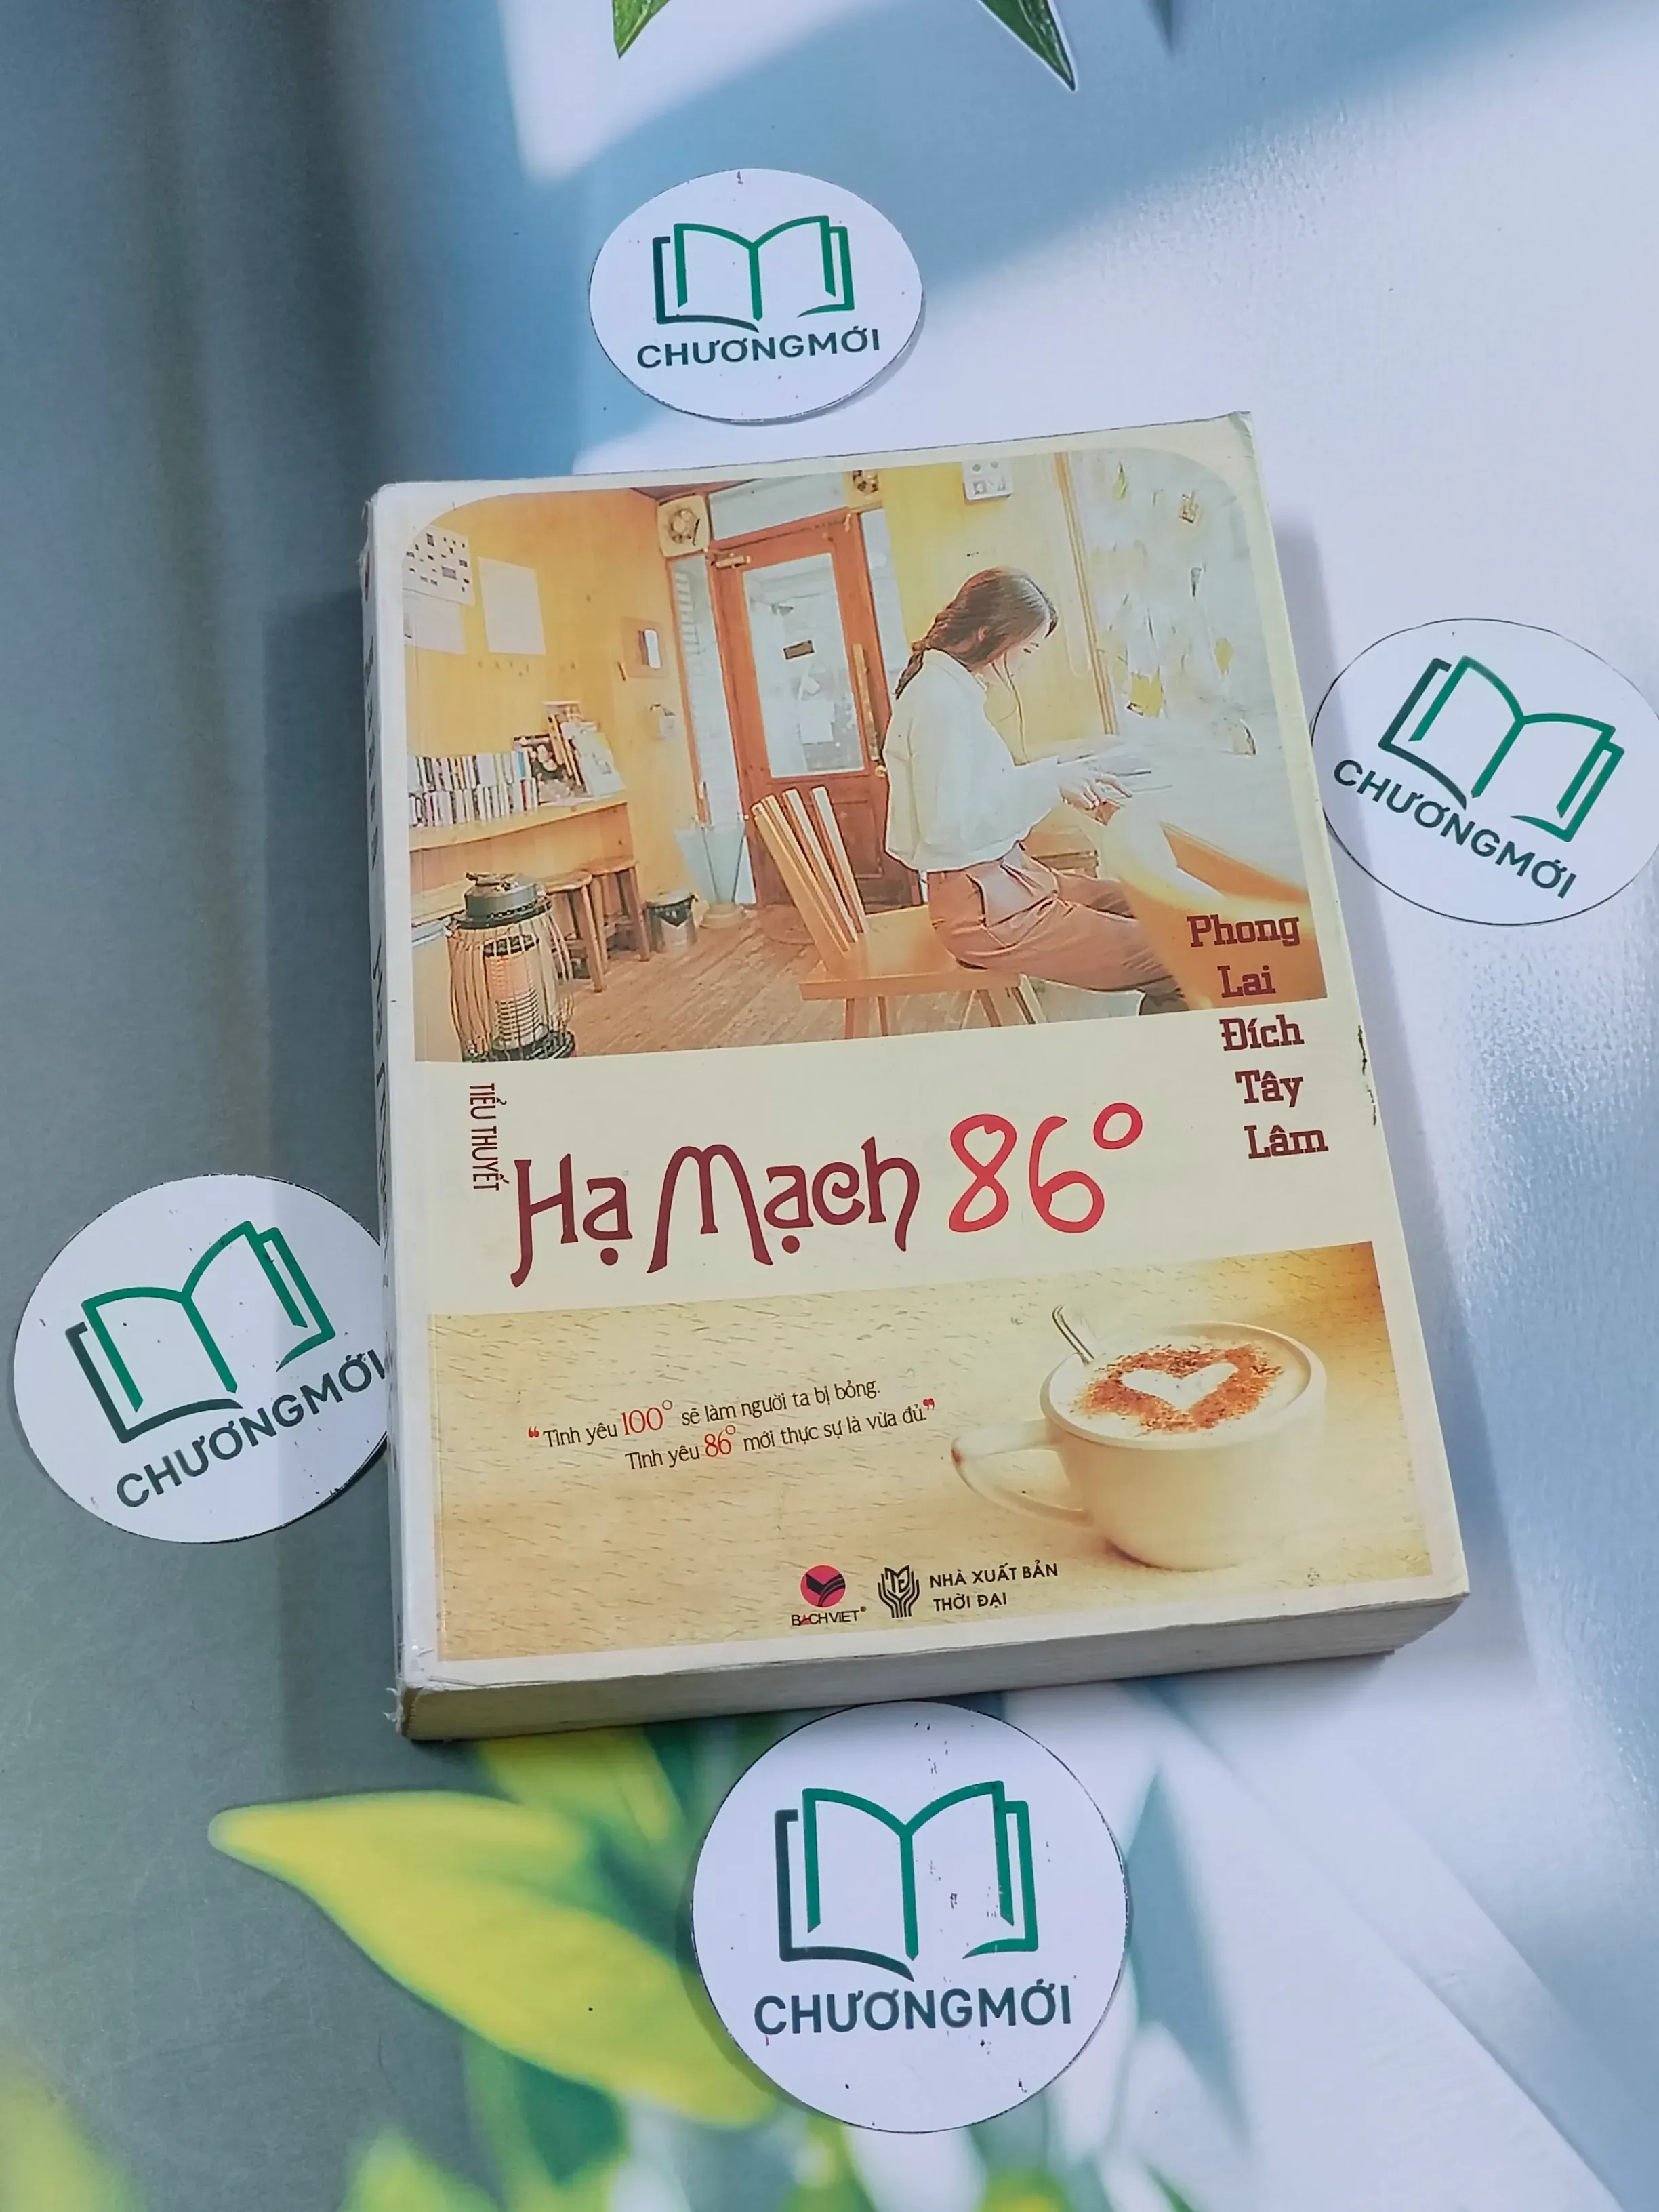 CHƯƠNGMỚI
CHƯƠNGMỚI
Phong
Lai
Đích
Tây
Lâm
TIỂU THUYẾT
Hạ Mạch 86°
CHƯƠNGMỚI
“Tình yêu 100° sẽ làm người ta bị bỏng.
Tình yêu 86° mới thực sự là vừa đủ.”
BACHVIET®
NHÀ XUẤT BẢN
THỜI ĐẠI
CHƯƠNGMỚI